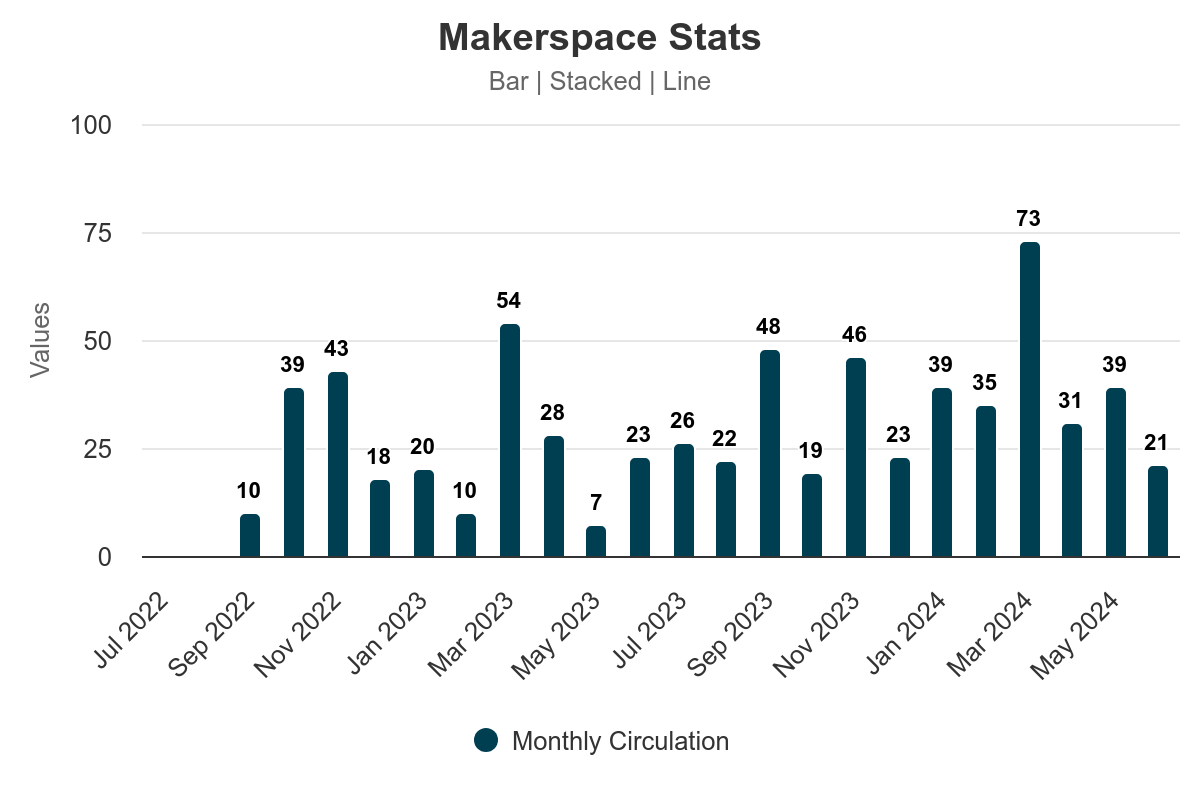 Makerspace Stats
Bar | Stacked | Line
100
75
50
25
0
Values
10
39
43
18
20
10
54
28
7
23
26
22
48
19
46
23
39
35
73
31
39
21
Jul 2022
Sep 2022
Nov 2022
Jan 2023
Mar 2023
May 2023
Jul 2023
Sep 2023
Nov 2023
Jan 2024
Mar 2024
May 2024
Monthly Circulation